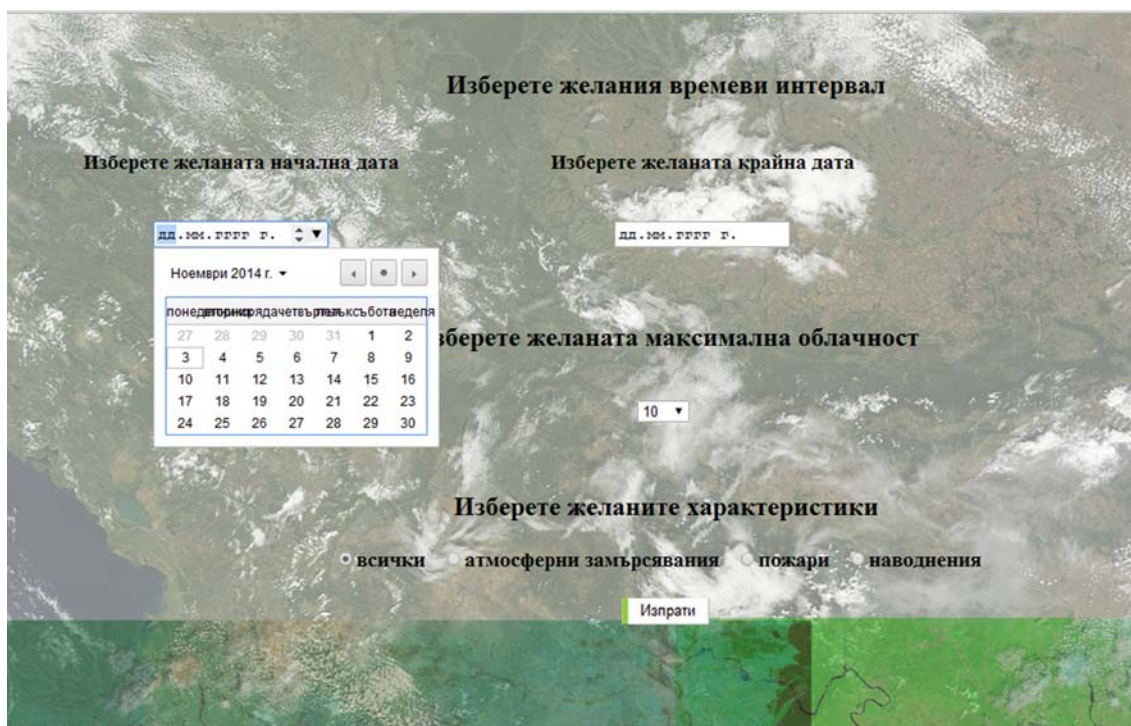 Изберете желания времеви интервал
Изберете желаната начална дата
Изберете желаната крайна дата
дд.мм.гггг г.
дд.мм.гггг г.
Ноември 2014 г.
27 28 29 30 31 1 2
3 4 5 6 7 8 9
10 11 12 13 14 15 16
17 18 19 20 21 22 23
24 25 26 27 28 29 30
зберете желаната максимална облачност
10
Изберете желаните характеристики
всички атмосферни замърсявания пожари наводнения
Изпрати